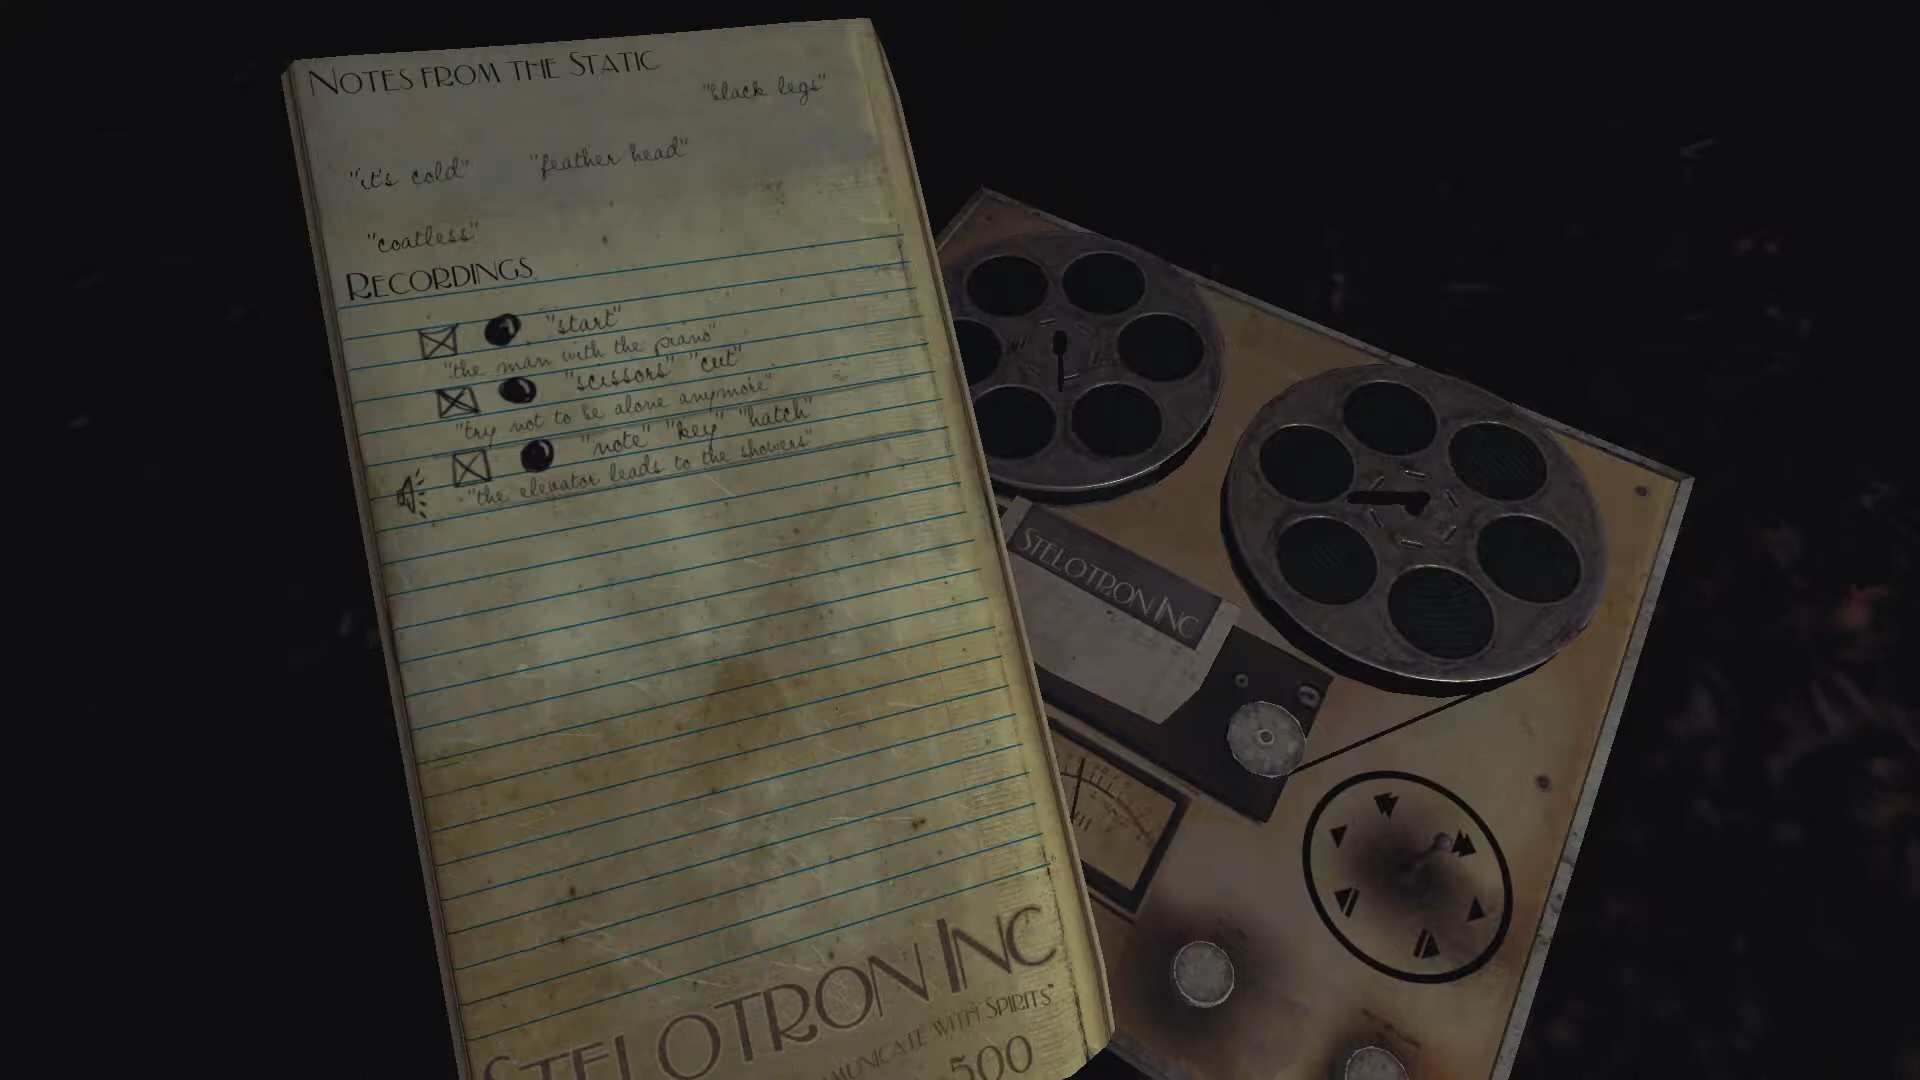 NOTES FROM THE STATIC
"black legs"
"it's cold" "feather head"
"coatless"
RECORDINGS
"start"
"the man with the piano"
"scissors" "cut"
"try not to be alone anymore"
"note" "key" "hatch"
"the elevator leads to the showers"
STELOTRON INC
MUNICATE WITH SPIRITS"
500
STELOTRON INC